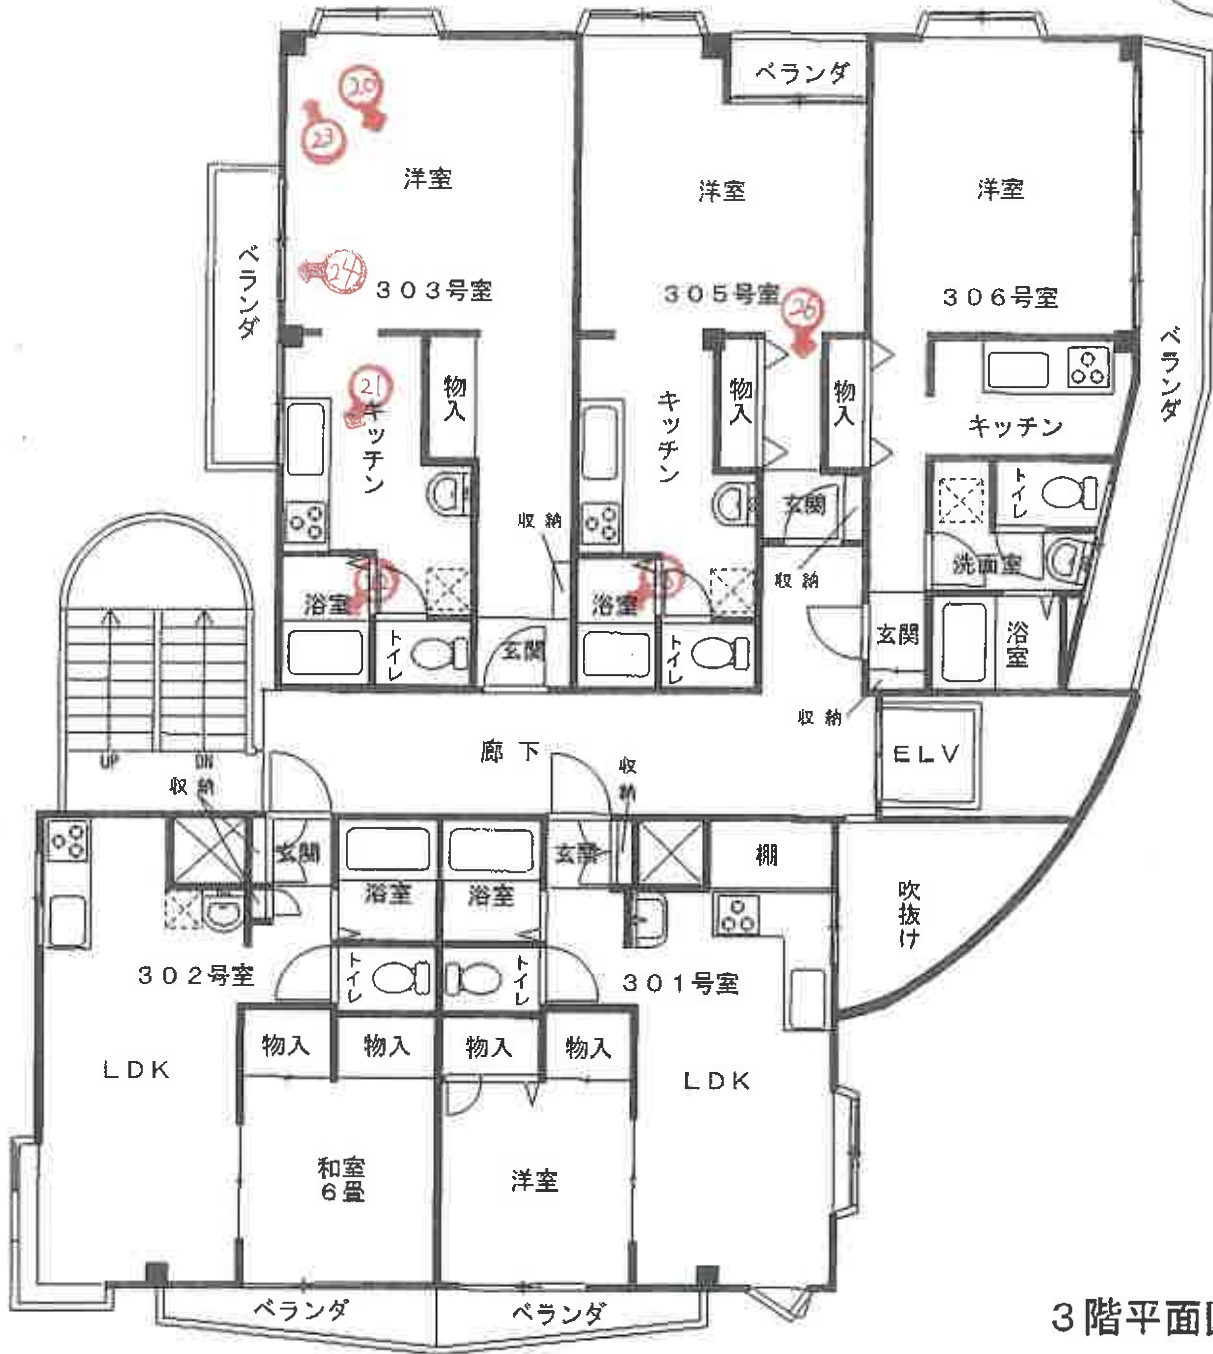 ベランダ
20
23
洋室
洋室
洋室
ベランダ
24
303号室
305号室
306号室
26
ベランダ
21
物入
キッチン
キッチン
物入
物入
キッチン
収納
玄関
トイレ
洗面室
収納
浴室
浴室
トイレ
玄関
トイレ
玄関
浴室
収納
廊下
ELV
UP
DN
収納
収納
玄関
浴室
浴室
玄関
棚
吹抜け
302号室
トイレ
トイレ
301号室
物入
物入
物入
物入
LDK
LDK
和室
6畳
洋室
ベランダ
ベランダ
3階平面